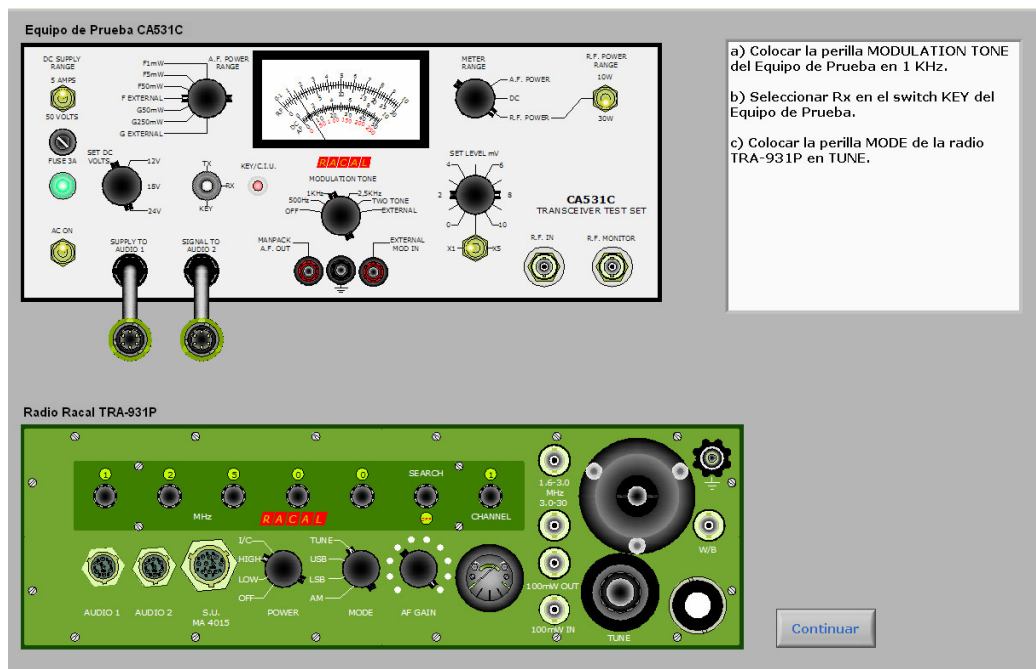 Equipo de Prueba CA531C
DC SUPPLY
RANGE
5 AMPS
50 VOLTS
FUSE 3A
A.F. POWER
RANGE
F1mW
F5mW
F50mW
F EXTERNAL
G50mW
G250mW
G EXTERNAL
METER
RANGE
A.F. POWER
DC
R.F. POWER
R.F. POWER
RANGE
10W
30W
SET DC
VOLTS
12V
18V
24V
TX
RX
KEY
KEY/C.I.U.
RACAL
MODULATION TONE
1KHz
2,5KHz
500Hz
TWO TONE
OFF
EXTERNAL
SET LEVEL mV
4
6
2
8
0
10
X1
X5
CA531C
TRANSCEIVER TEST SET
AC ON
SUPPLY TO
AUDIO 1
SIGNAL TO
AUDIO 2
MANPACK
A.F. OUT
EXTERNAL
MOD IN
R.F. IN
R.F. MONITOR
a) Colocar la perilla MODULATION TONE
del Equipo de Prueba en 1 KHz.
b) Seleccionar Rx en el switch KEY del
Equipo de Prueba.
c) Colocar la perilla MODE de la radio
TRA-931P en TUNE.
Radio Racal TRA-931P
1 2 5 0 0 SEARCH 1
MHz
RACAL
CHANNEL
1.6-3.0
MHz
3.0-30
W/B
100mW OUT
100mW IN
TUNE
I/C
HIGH
LOW
OFF
POWER
TUNE
USB
LSB
AM
MODE
AF GAIN
AUDIO 1
AUDIO 2
S.U.
MA 4015
Continuar